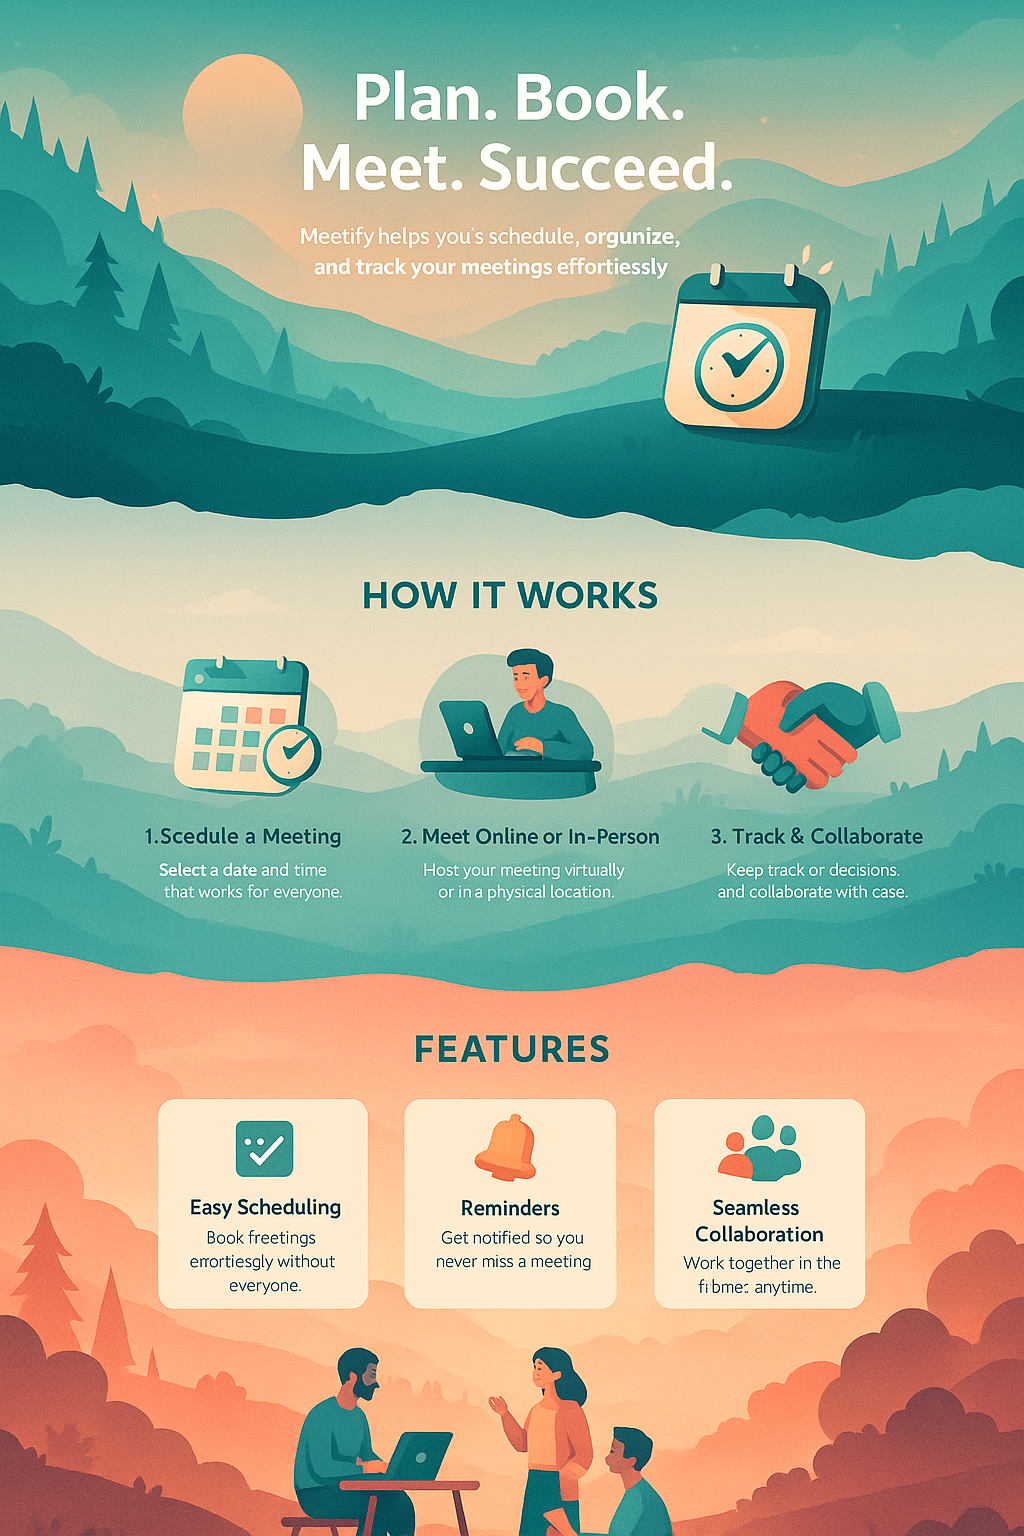 Plan. Book.
Meet. Succeed.
Meetify helps you's schedule, orgunize,
and track your meetings effortiessly
HOW IT WORKS
1.Scedule a Meeting
Select a date and time
that works for everyone.
2. Meet Online or In-Person
Host your meeting virtually
or in a physical location.
3. Track & Collaborate
Keep track or decisions.
and collaborate with case.
FEATURES
Easy Scheduling
Book freetings
without
everyone.
Reminders
Get notified so you
never miss a meeting
Seamless
Collaboration
Work together in the
anytime.